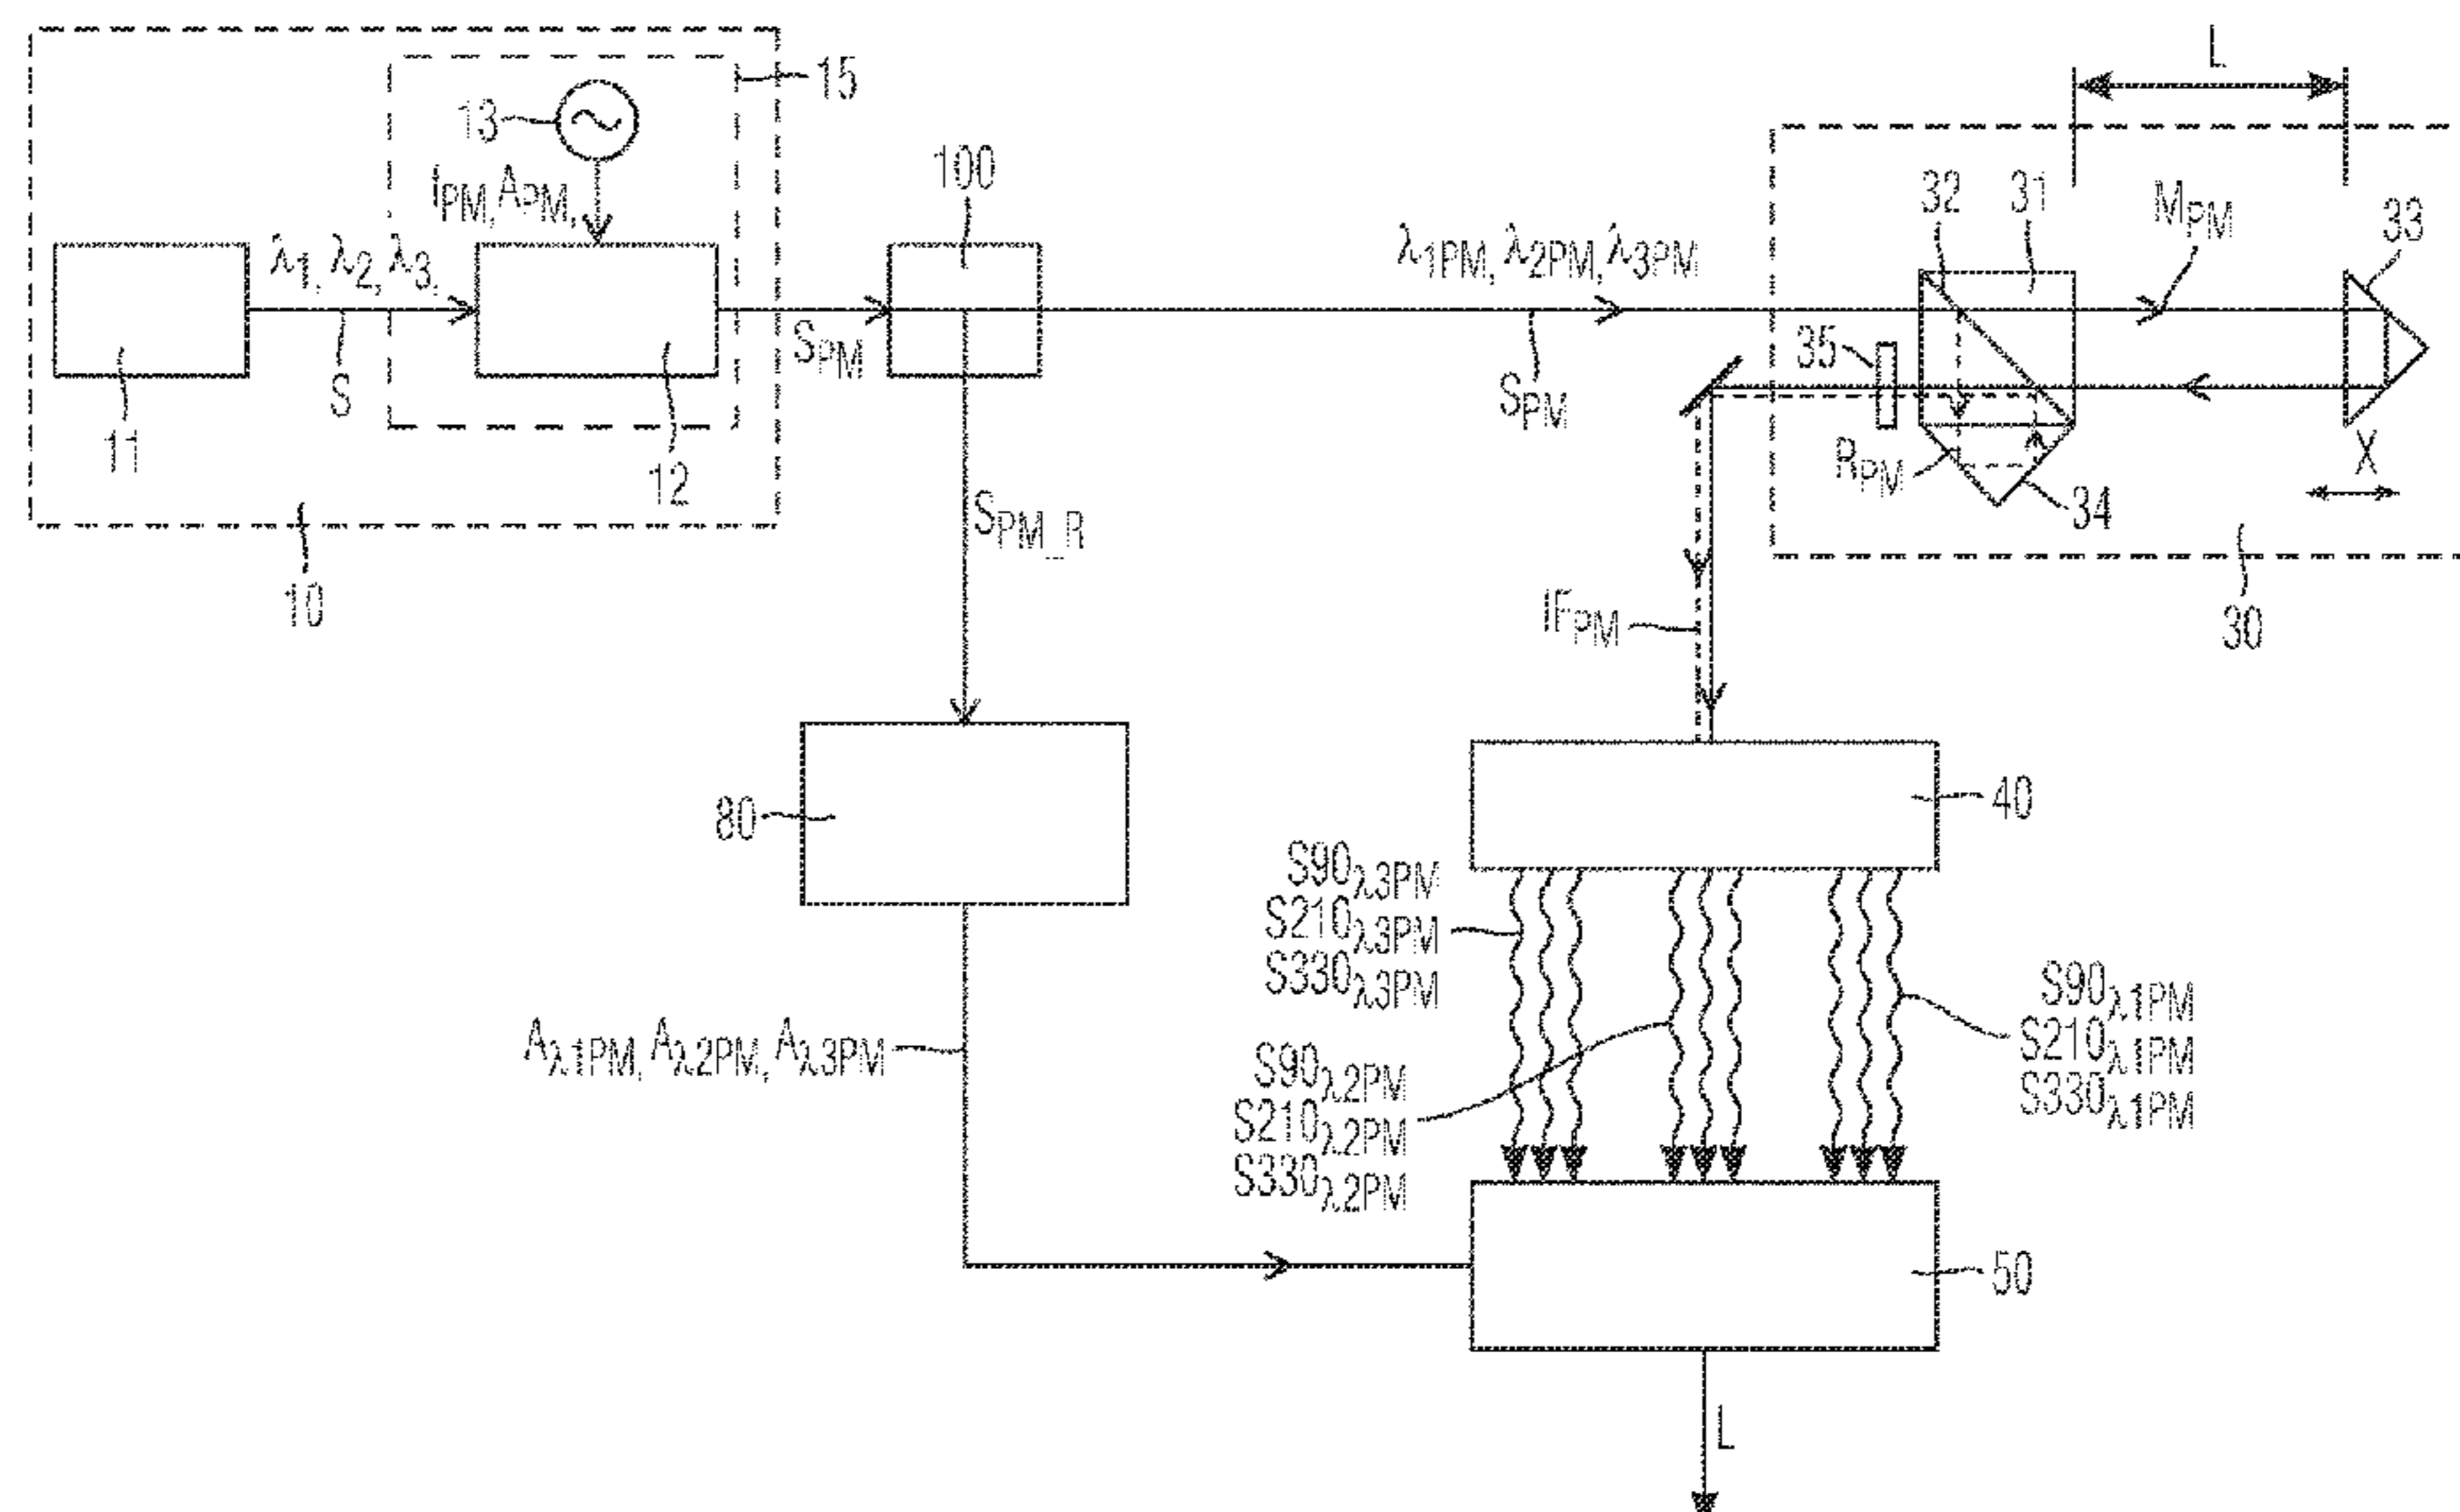 L
15
13
100
fPM, APM,
32
31
MPM
33
λ1, λ2, λ3,
λ1PM, λ2PM, λ3PM
SPM
35
S
SPM
11
12
RPM
X
34
SPM_R
10
IFPM
30
80
40
S90λ3PM
S210λ3PM
S330λ3PM
S90λ1PM
S210λ1PM
S330λ1PM
Aλ1PM, Aλ2PM, Aλ3PM
S90λ2PM
S210λ2PM
S330λ2PM
50
L